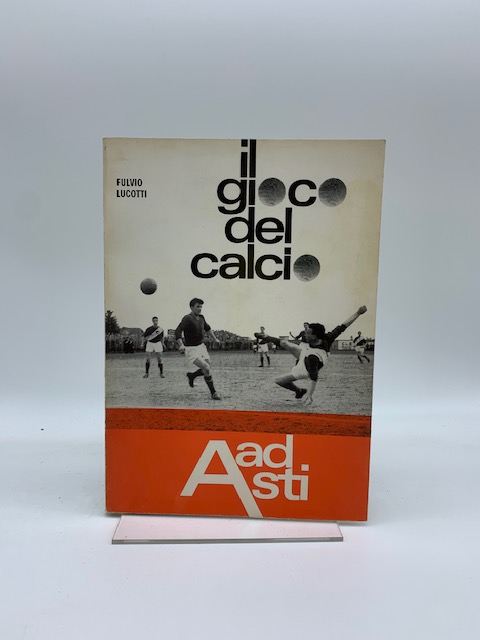 FULVIO
LUCOTTI
il
gioco
del
calcio
ad
Asti